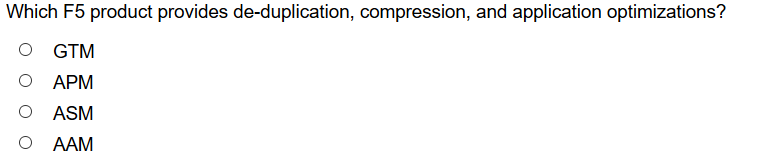 Which F5 product provides de-duplication, compression, and application optimizations?
GTM
APM
ASM
AAM